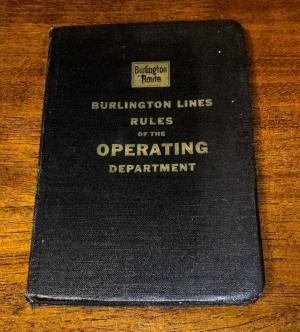 Burlington
Route
BURLINGTON LINES
RULES
OF THE
OPERATING
DEPARTMENT